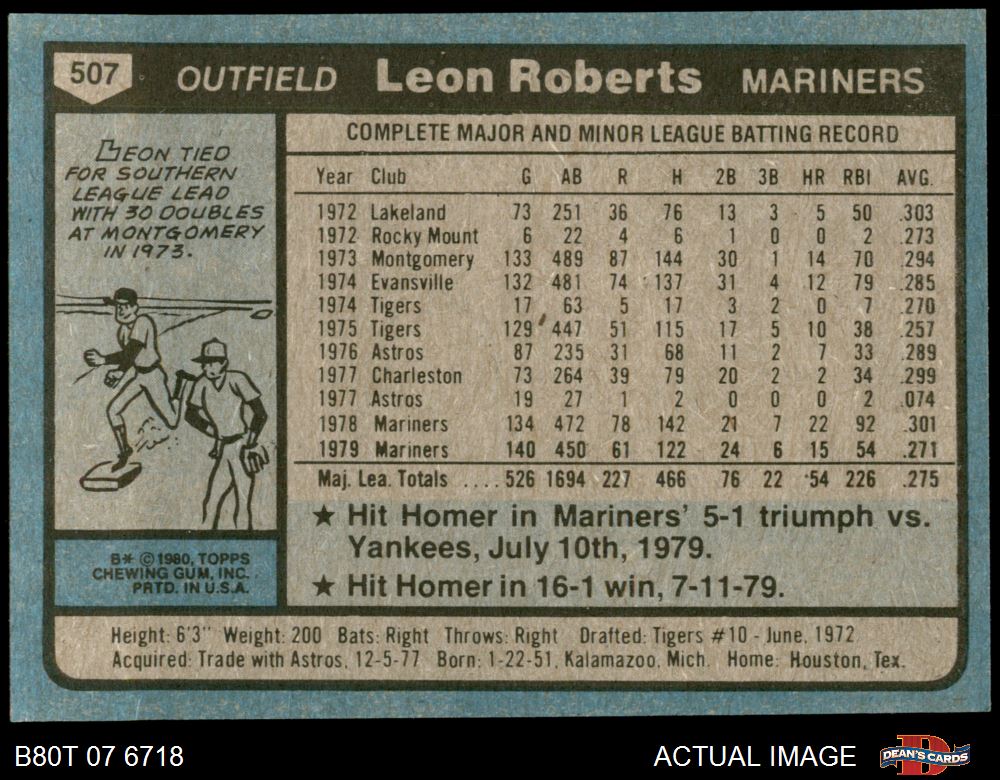 507 OUTFIELD Leon Roberts MARINERS
LEON TIED
FOR SOUTHERN
LEAGUE LEAD
WITH 30 DOUBLES
AT MONTGOMERY
IN 1973.
COMPLETE MAJOR AND MINOR LEAGUE BATTING RECORD
Year Club G AB R H 2B 3B HR RBI AVG.
1972 Lakeland 73 251 36 76 13 3 5 50 .303
1972 Rocky Mount 6 22 4 6 1 0 0 2 .273
1973 Montgomery 133 489 87 144 30 1 14 70 .294
1974 Evansville 132 481 74 137 31 4 12 79 .285
1974 Tigers 17 63 5 17 3 2 0 7 .270
1975 Tigers 129 447 51 115 17 5 10 38 .257
1976 Astros 87 235 31 68 11 2 7 33 .289
1977 Charleston 73 264 39 79 20 2 2 34 .299
1977 Astros 19 27 1 2 0 0 0 2 .074
1978 Mariners 134 472 78 142 21 7 22 92 .301
1979 Mariners 140 450 61 122 24 6 15 54 .271
Maj. Lea. Totals ....526 1694 227 466 76 22 54 226 .275
★ Hit Homer in Mariners' 5-1 triumph vs.
Yankees, July 10th, 1979.
★ Hit Homer in 16-1 win, 7-11-79.
B* © 1980, TOPPS
CHEWING GUM, INC.
PRTD. IN U.S.A.
Height: 6'3" Weight: 200 Bats: Right Throws: Right Drafted: Tigers #10 - June, 1972
Acquired: Trade with Astros, 12-5-77 Born: 1-22-51, Kalamazoo, Mich. Home: Houston, Tex.
B80T 07 6718 ACTUAL IMAGE DEAN'S CARDS